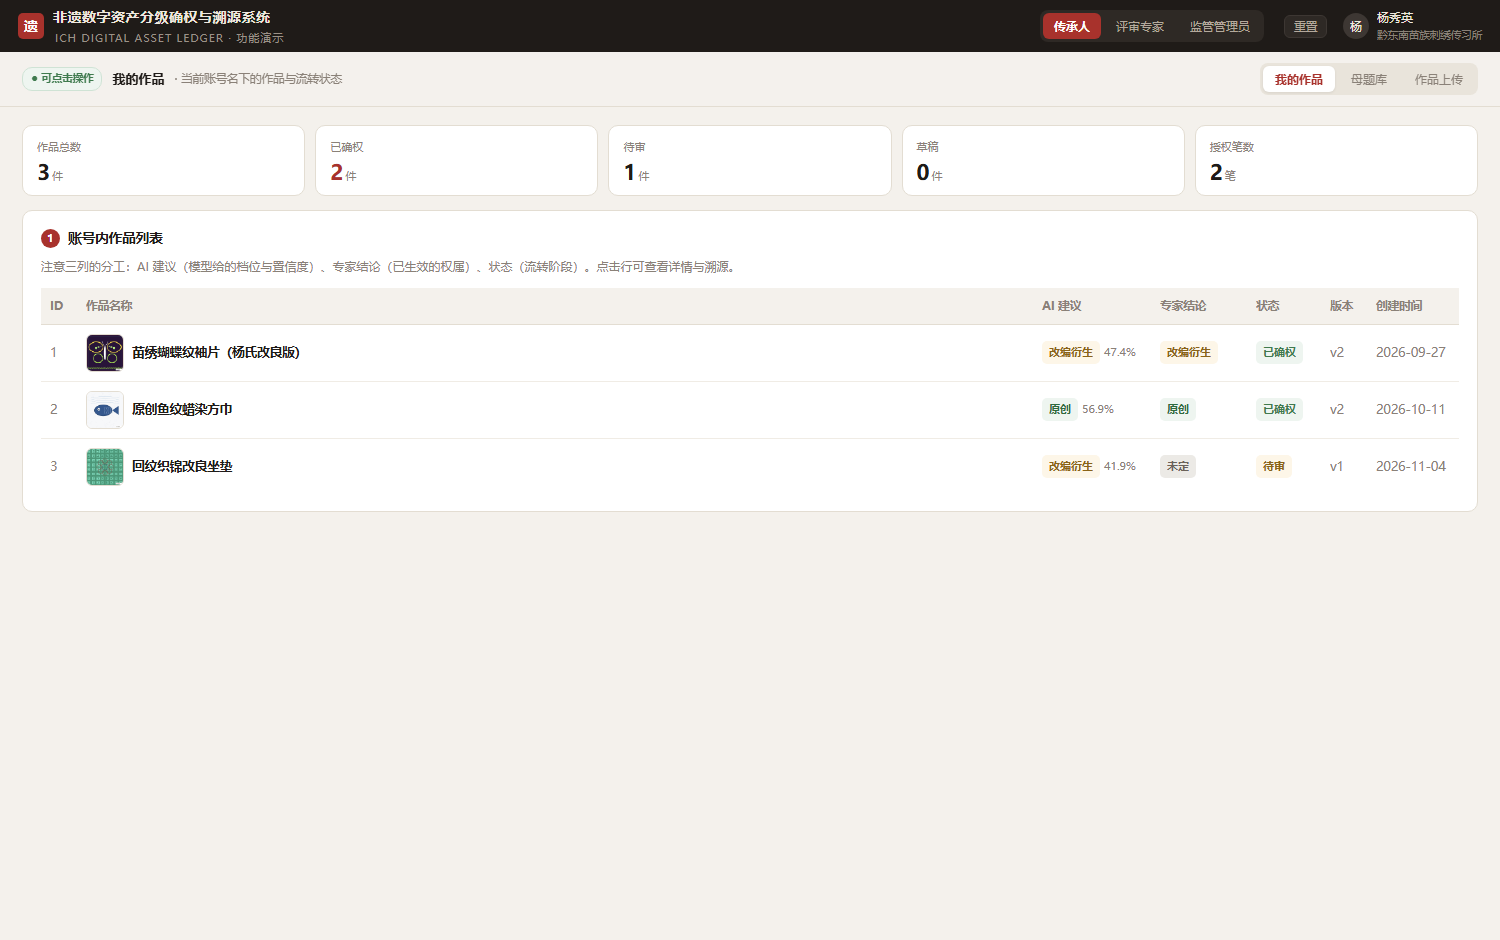 遗
非遗数字资产分级确权与溯源系统
ICH DIGITAL ASSET LEDGER · 功能演示
传承人
评审专家
监管管理员
重置
杨
杨秀英
黔东南苗族刺绣传习所
可点击操作
我的作品
· 当前账号名下的作品与流转状态
我的作品
母题库
作品上传
作品总数
3 件
已确权
2 件
待审
1 件
草稿
0 件
授权笔数
2 笔
1 账号内作品列表
注意三列的分工：AI 建议（模型给的档位与置信度）、专家结论（已生效的权属）、状态（流转阶段）。点击行可查看详情与溯源。
ID 作品名称 AI 建议 专家结论 状态 版本 创建时间
1 苗绣蝴蝶纹袖片（杨氏改良版） 改编衍生 47.4% 改编衍生 已确权 v2 2026-09-27
2 原创鱼纹蜡染方巾 原创 56.9% 原创 已确权 v2 2026-10-11
3 回纹织锦改良坐垫 改编衍生 41.9% 未定 待审 v1 2026-11-04